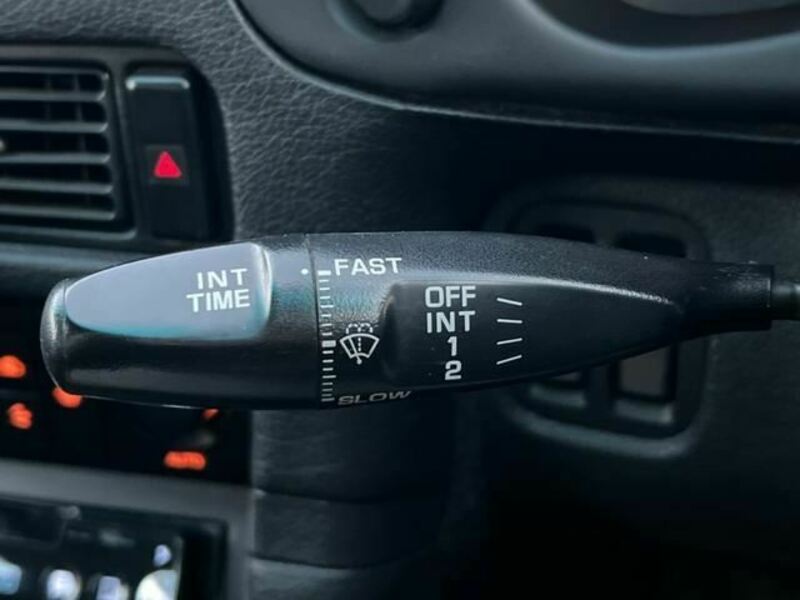 INT
TIME
FAST
OFF
INT
1
2
SLOW